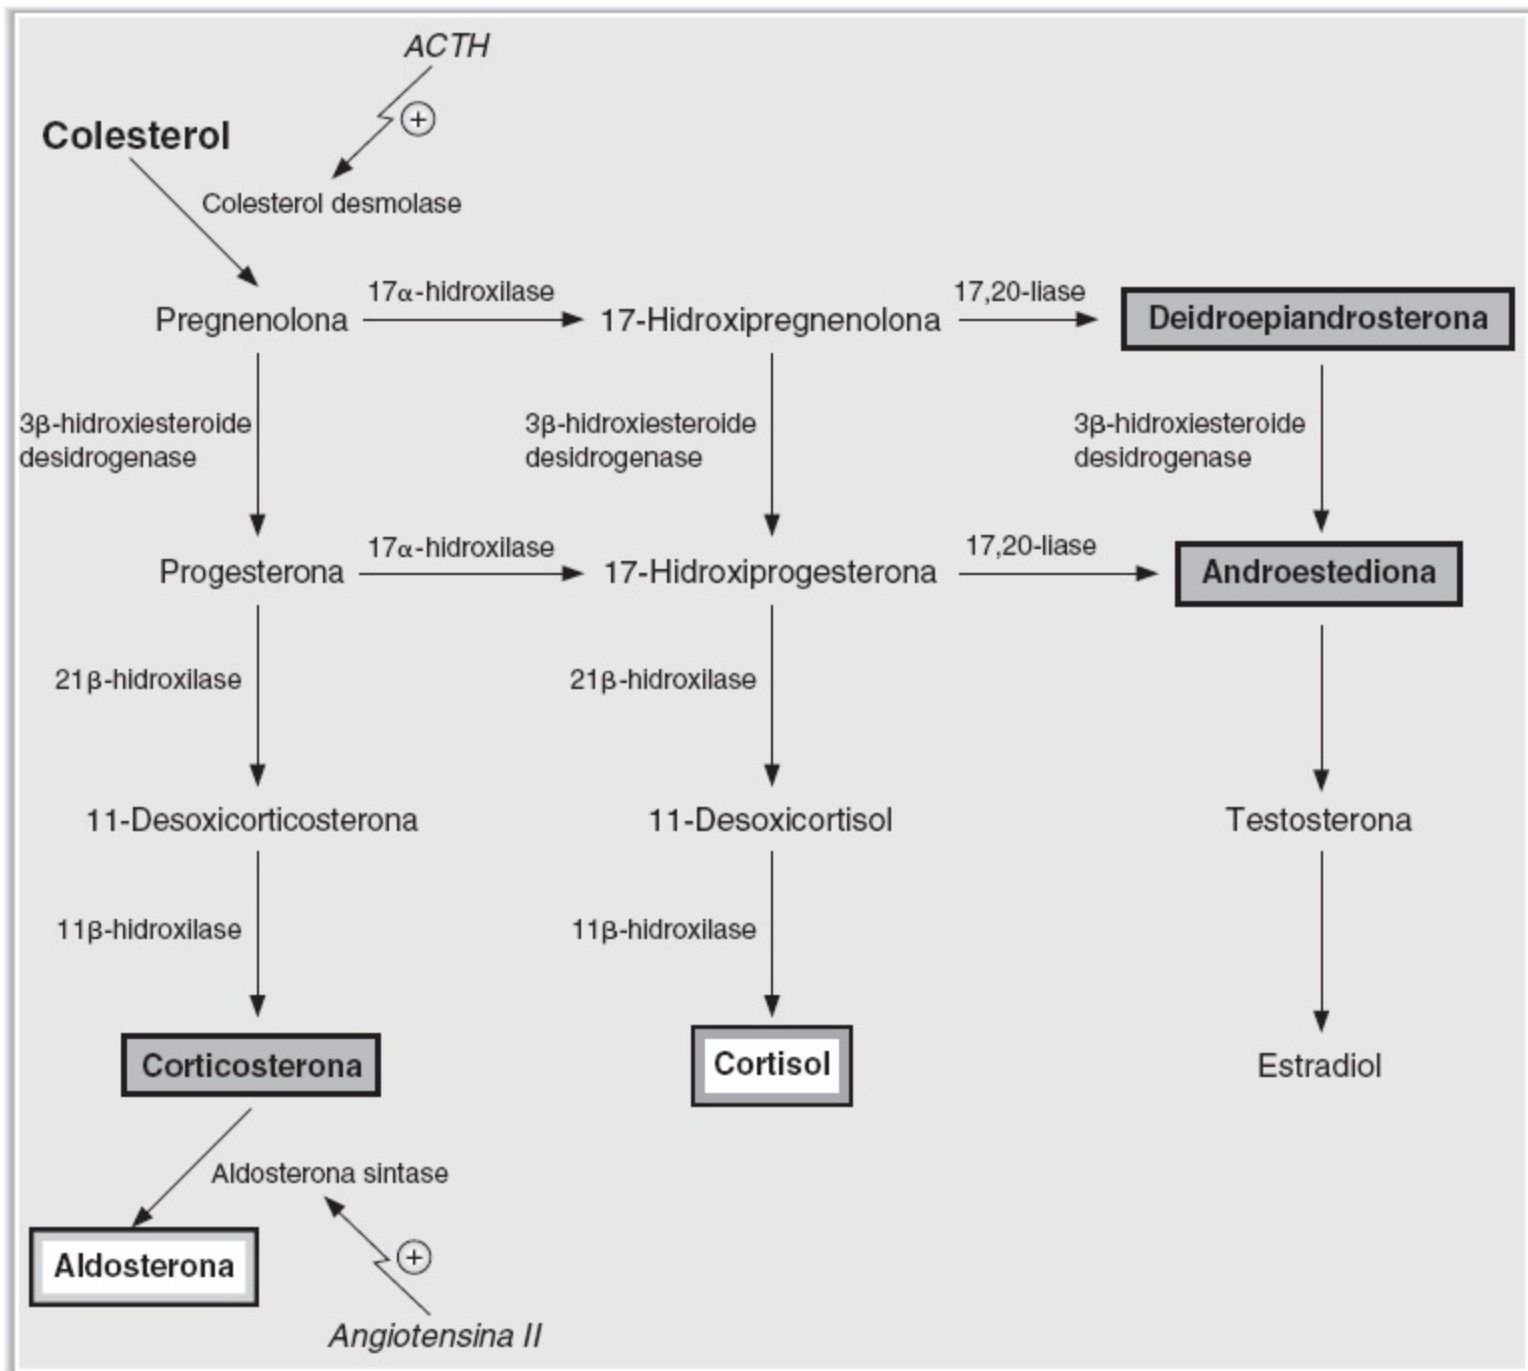 ACTH
Colesterol
Colesterol desmolase
17α-hidroxilase
17,20-liase
Pregnenolona
17-Hidroxipregnenolona
Deidroepiandrosterona
3β-hidroxiesteroide
desidrogenase
3β-hidroxiesteroide
desidrogenase
3β-hidroxiesteroide
desidrogenase
17α-hidroxilase
17,20-liase
Progesterona
17-Hidroxiprogesterona
Androestediona
21β-hidroxilase
21β-hidroxilase
11-Desoxicorticosterona
11-Desoxicortisol
Testosterona
11β-hidroxilase
11β-hidroxilase
Corticosterona
Cortisol
Estradiol
Aldosterona sintase
Aldosterona
Angiotensina II